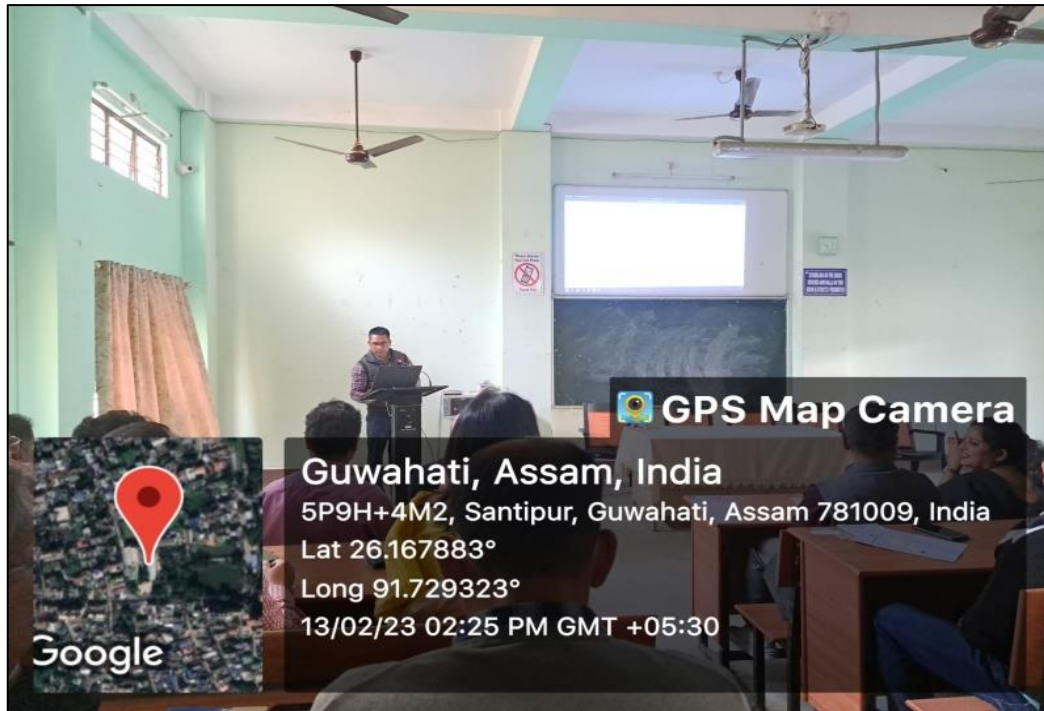 GPS Map Camera
Guwahati, Assam, India
5P9H+4M2, Santipur, Guwahati, Assam 781009, India
Lat 26.167883°
Long 91.729323°
13/02/23 02:25 PM GMT +05:30
Google